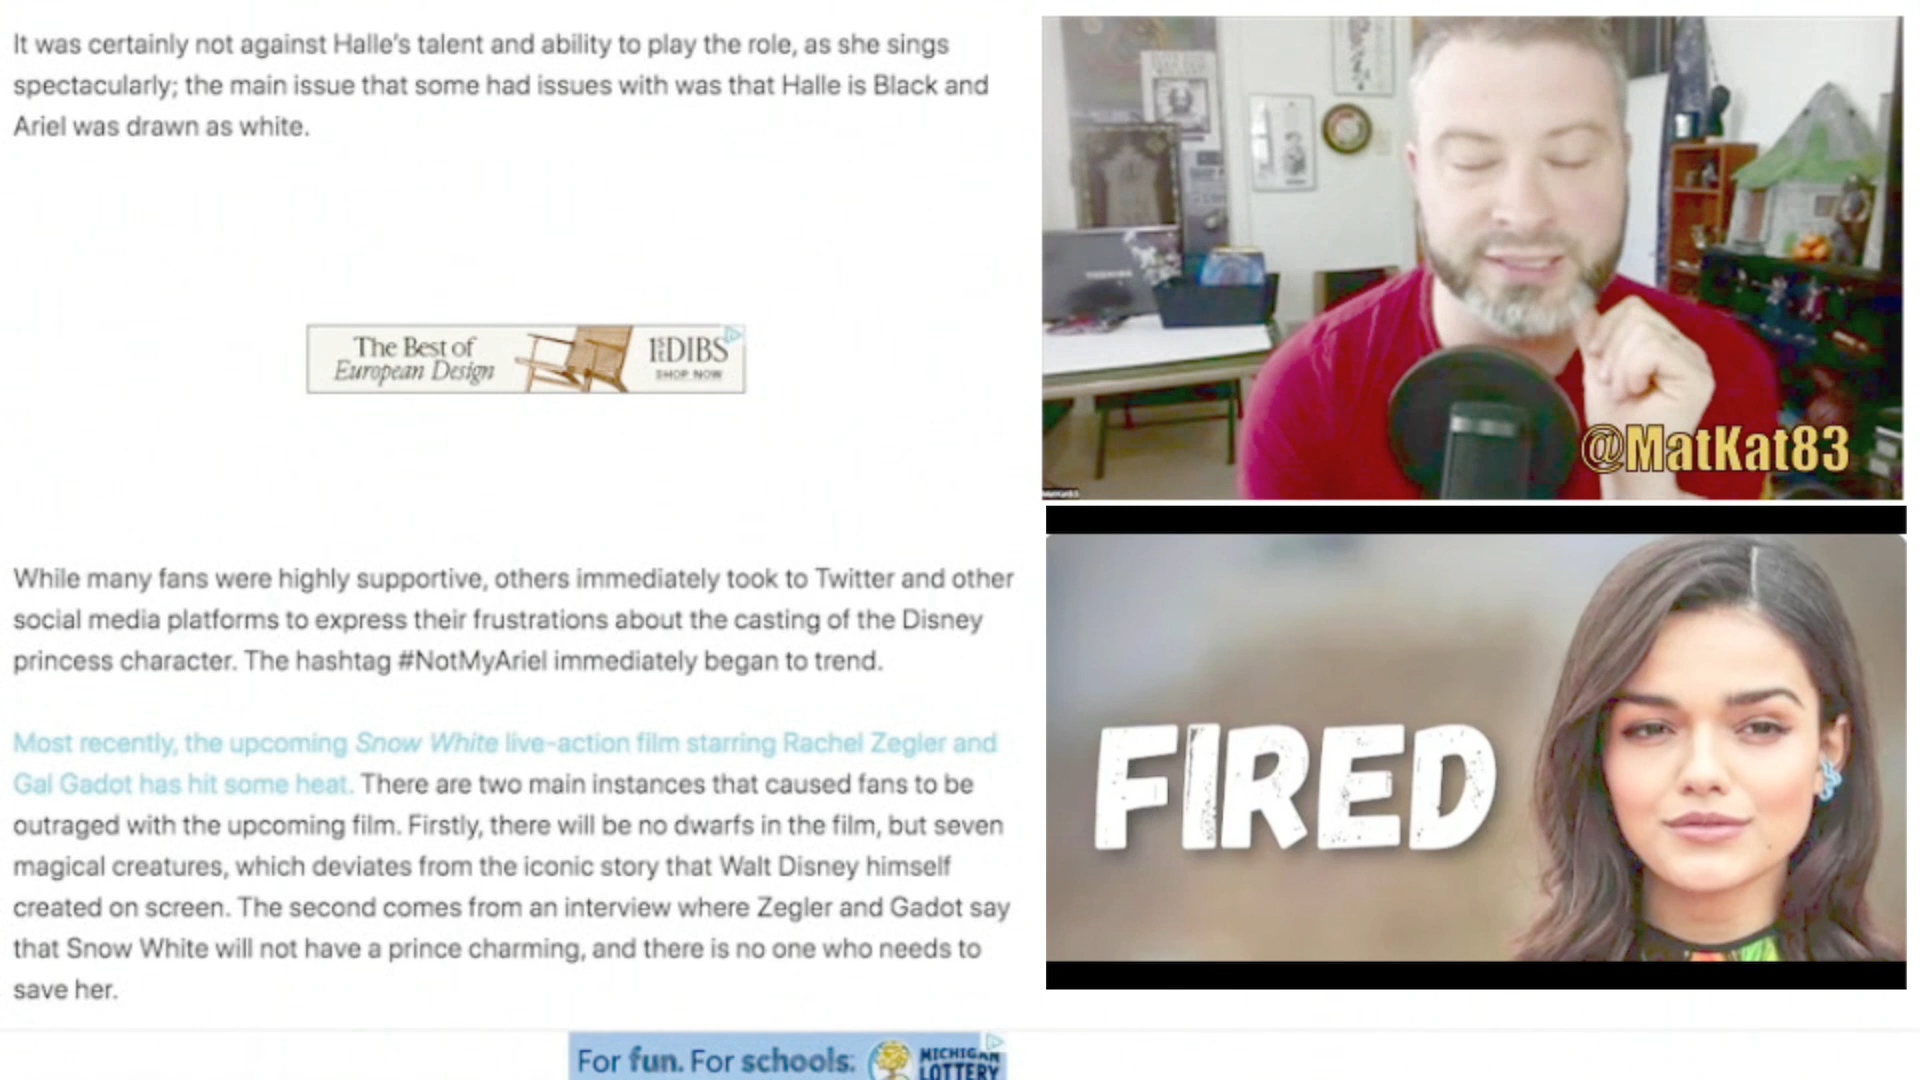 It was certainly not against Halle's talent and ability to play the role, as she sings
spectacularly; the main issue that some had issues with was that Halle is Black and
Ariel was drawn as white.
The Best of
European Design
1STDIBS
SHOP NOW
While many fans were highly supportive, others immediately took to Twitter and other
social media platforms to express their frustrations about the casting of the Disney
princess character. The hashtag #NotMyAriel immediately began to trend.
Most recently, the upcoming Snow White live-action film starring Rachel Zegler and
Gal Gadot has hit some heat. There are two main instances that caused fans to be
outraged with the upcoming film. Firstly, there will be no dwarfs in the film, but seven
magical creatures, which deviates from the iconic story that Walt Disney himself
created on screen. The second comes from an interview where Zegler and Gadot say
that Snow White will not have a prince charming, and there is no one who needs to
save her.
For fun. For schools.
MICHIGAN
LOTTERY
TOSHIBA
@MatKat83
MatKat83
FIRED